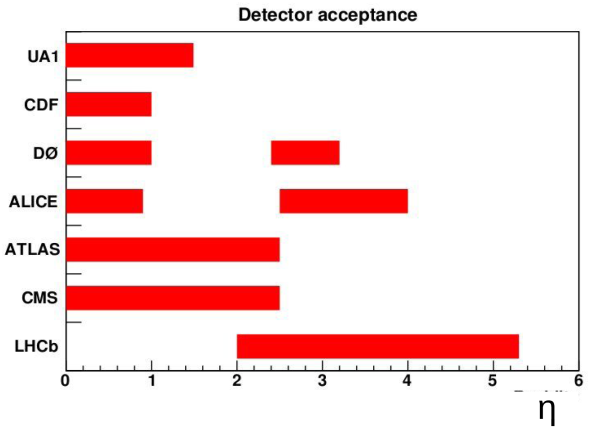 Detector acceptance
UA1
CDF
DØ
ALICE
ATLAS
CMS
LHCb
0 1 2 3 4 5 6
η